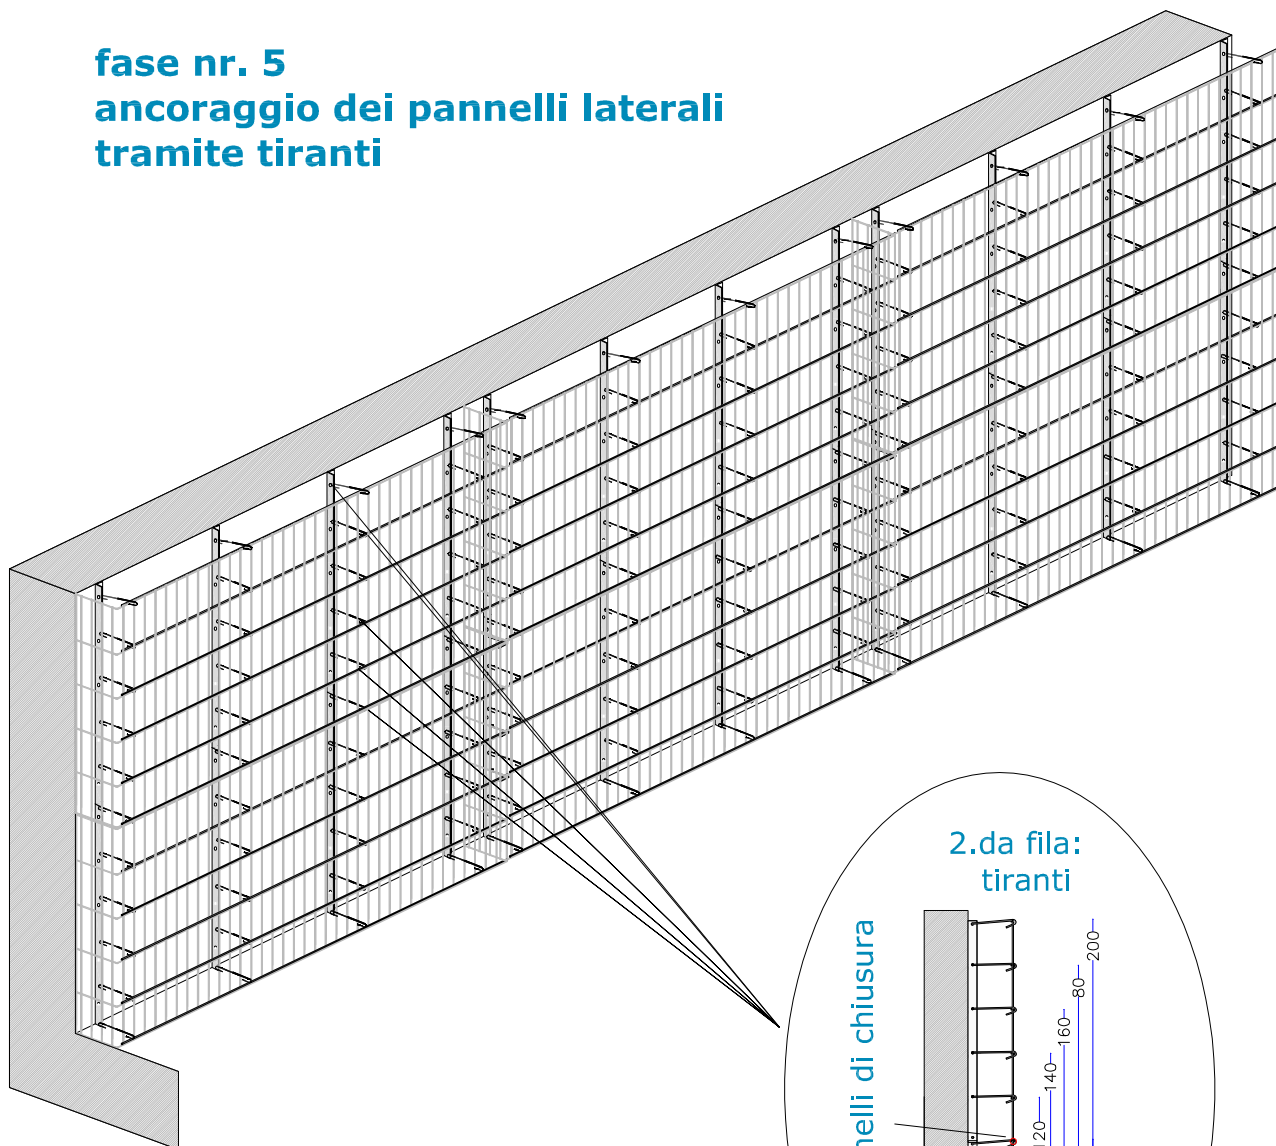 fase nr. 5
ancoraggio dei pannelli laterali
tramite tiranti
2.da fila:
tiranti
di chiusura
200
80
160
140
120